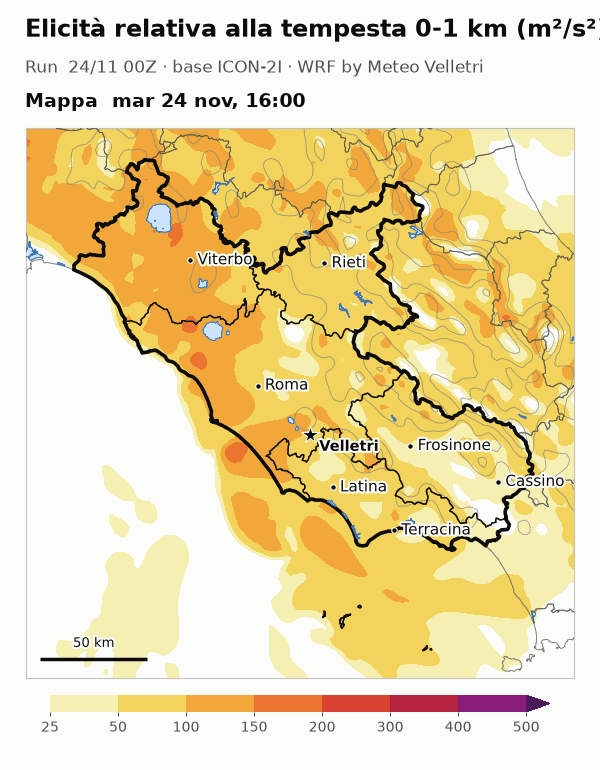 Elicità relativa alla tempesta 0-1 km (m²/s²)
Run 24/11 00Z · base ICON-2I · WRF by Meteo Velletri
Mappa mar 24 nov, 16:00
Viterbo
Rieti
Roma
Velletri
Frosinone
Cassino
Latina
Terracina
50 km
25 50 100 150 200 300 400 500